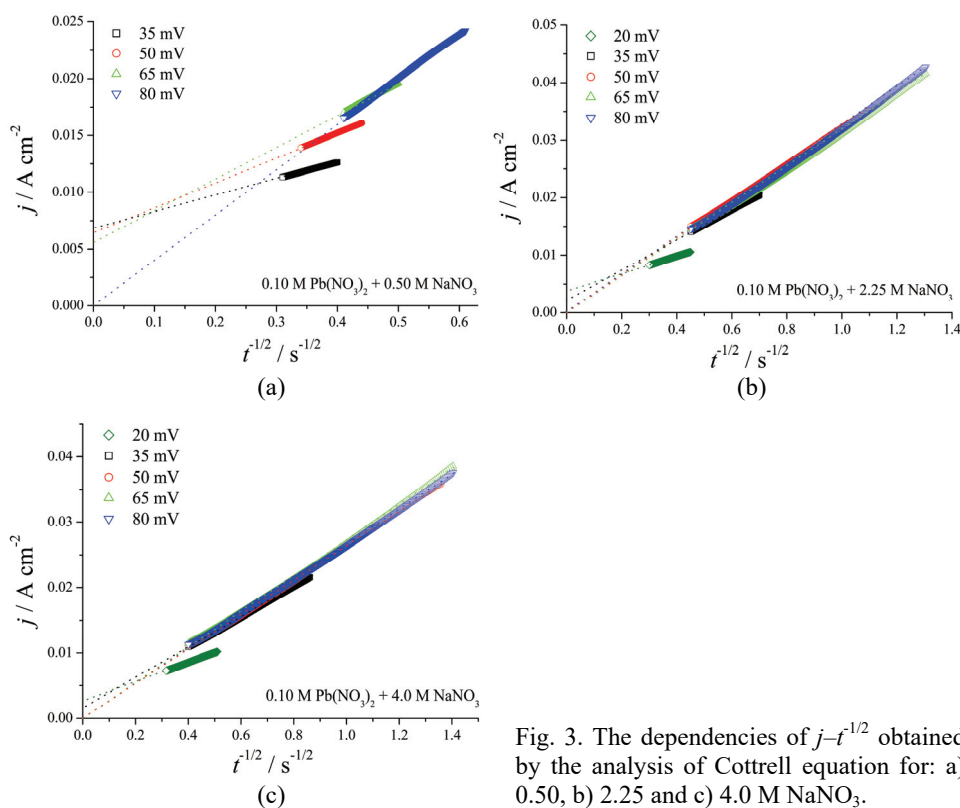 0.025
0.020
0.015
0.010
0.005
0.000
j / A cm⁻²
35 mV
50 mV
65 mV
80 mV
0.10 M Pb(NO₃)₂ + 0.50 M NaNO₃
0.0 0.1 0.2 0.3 0.4 0.5 0.6
t⁻¹/² / s⁻¹/²
(a)
0.05
0.04
0.03
0.02
0.01
0.00
j / A cm⁻²
20 mV
35 mV
50 mV
65 mV
80 mV
0.10 M Pb(NO₃)₂ + 2.25 M NaNO₃
0.0 0.2 0.4 0.6 0.8 1.0 1.2 1.4
t⁻¹/² / s⁻¹/²
(b)
0.04
0.03
0.02
0.01
0.00
j / A cm⁻²
20 mV
35 mV
50 mV
65 mV
80 mV
0.10 M Pb(NO₃)₂ + 4.0 M NaNO₃
0.0 0.2 0.4 0.6 0.8 1.0 1.2 1.4
t⁻¹/² / s⁻¹/²
(c)
Fig. 3. The dependencies of j–t⁻¹/² obtained
by the analysis of Cottrell equation for: a)
0.50, b) 2.25 and c) 4.0 M NaNO₃.